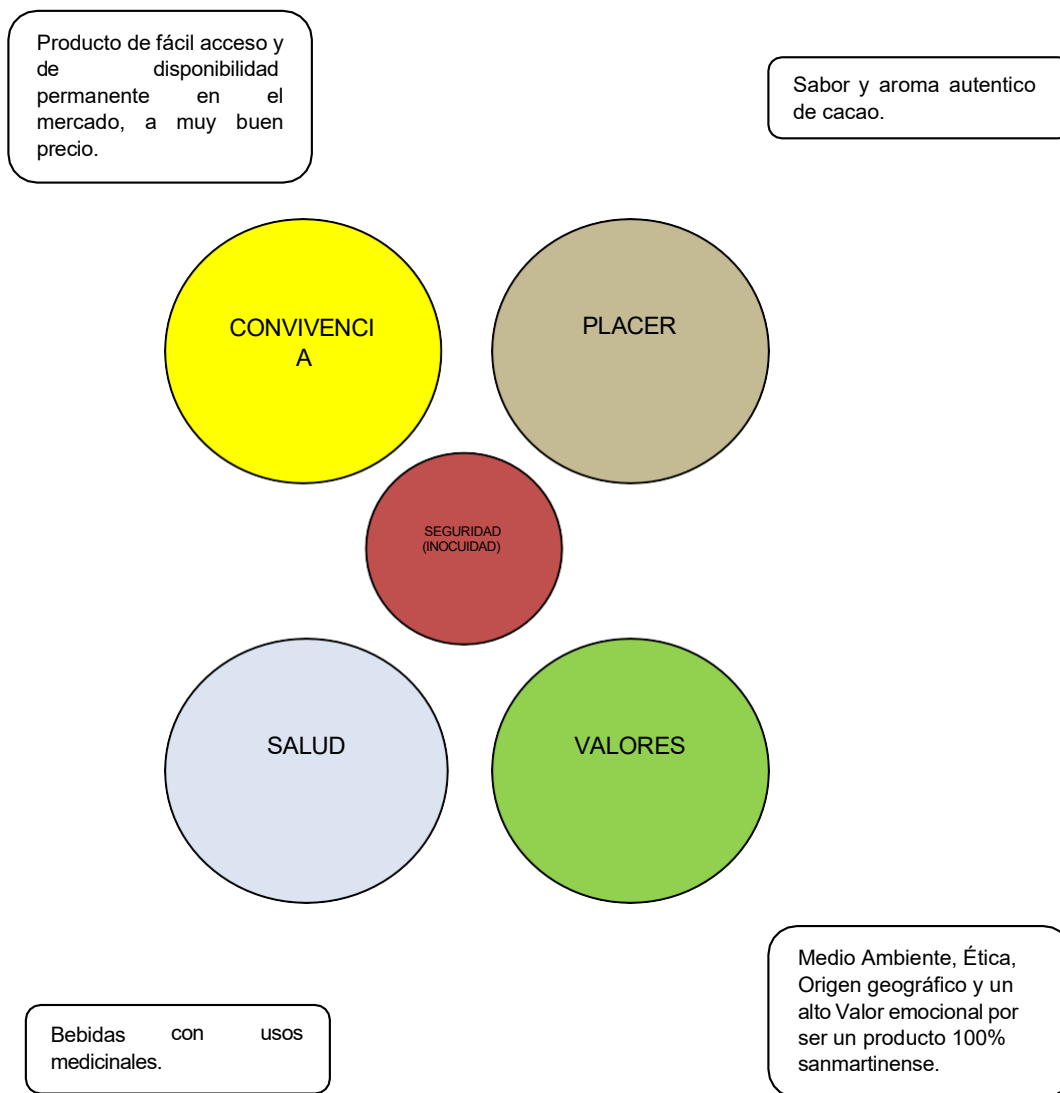 Producto de fácil acceso y
de disponibilidad
permanente en el
mercado, a muy buen
precio.
Sabor y aroma autentico
de cacao.
CONVIVENCI
A
PLACER
SEGURIDAD
(INOCUIDAD)
SALUD
VALORES
Medio Ambiente, Ética,
Origen geográfico y un
alto Valor emocional por
ser un producto 100%
sanmartinense.
Bebidas con usos
medicinales.